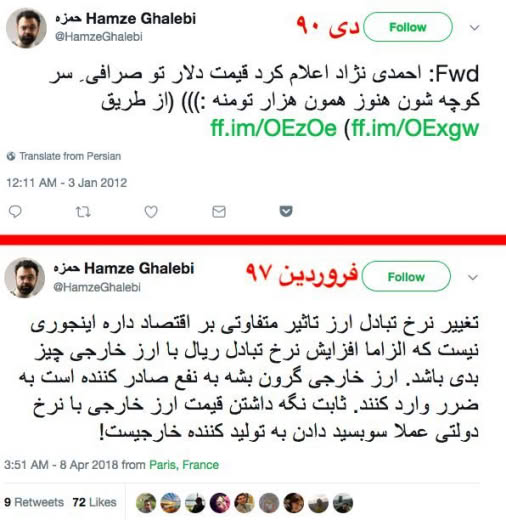 حمزه Hamze Ghalebi
@HamzeGhalebi
دی ۹۰
Follow
Fwd: احمدی نژاد اعلام کرد قیمت دلار تو صرافیِ سر
کوچه شون هنوز همون هزار تومنه :))) (از طریق
ff.im/OEzOe (ff.im/OExgw
Translate from Persian
12:11 AM - 3 Jan 2012
حمزه Hamze Ghalebi
@HamzeGhalebi
فروردین ۹۷
Follow
تغییر نرخ تبادل ارز تاثیر متفاوتی بر اقتصاد داره اینجوری
نیست که الزاما افزایش نرخ تبادل ریال با ارز خارجی چیز
بدی باشد. ارز خارجی گرون بشه به نفع صادر کننده است به
ضرر وارد کنند. ثابت نگه داشتن قیمت ارز خارجی با نرخ
دولتی عملا سوبسید دادن به تولید کننده خارجیست!
3:51 AM - 8 Apr 2018 from Paris, France
9 Retweets 72 Likes